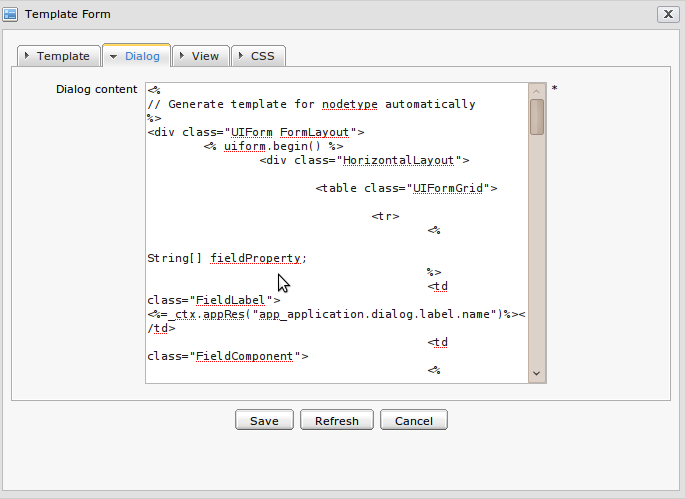 Template Form
Template Dialog View CSS
Dialog content *
<%
// Generate template for nodetype automatically
%>
<div class="UIForm FormLayout">
<% uiform.begin() %>
<div class="HorizontalLayout">
<table class="UIFormGrid">
<tr>
<%
String[] fieldProperty;
%>
<td
class="FieldLabel">
<%=_ctx.appRes("app_application.dialog.label.name")%><
/td>
<td
class="FieldComponent">
<%
Save Refresh Cancel